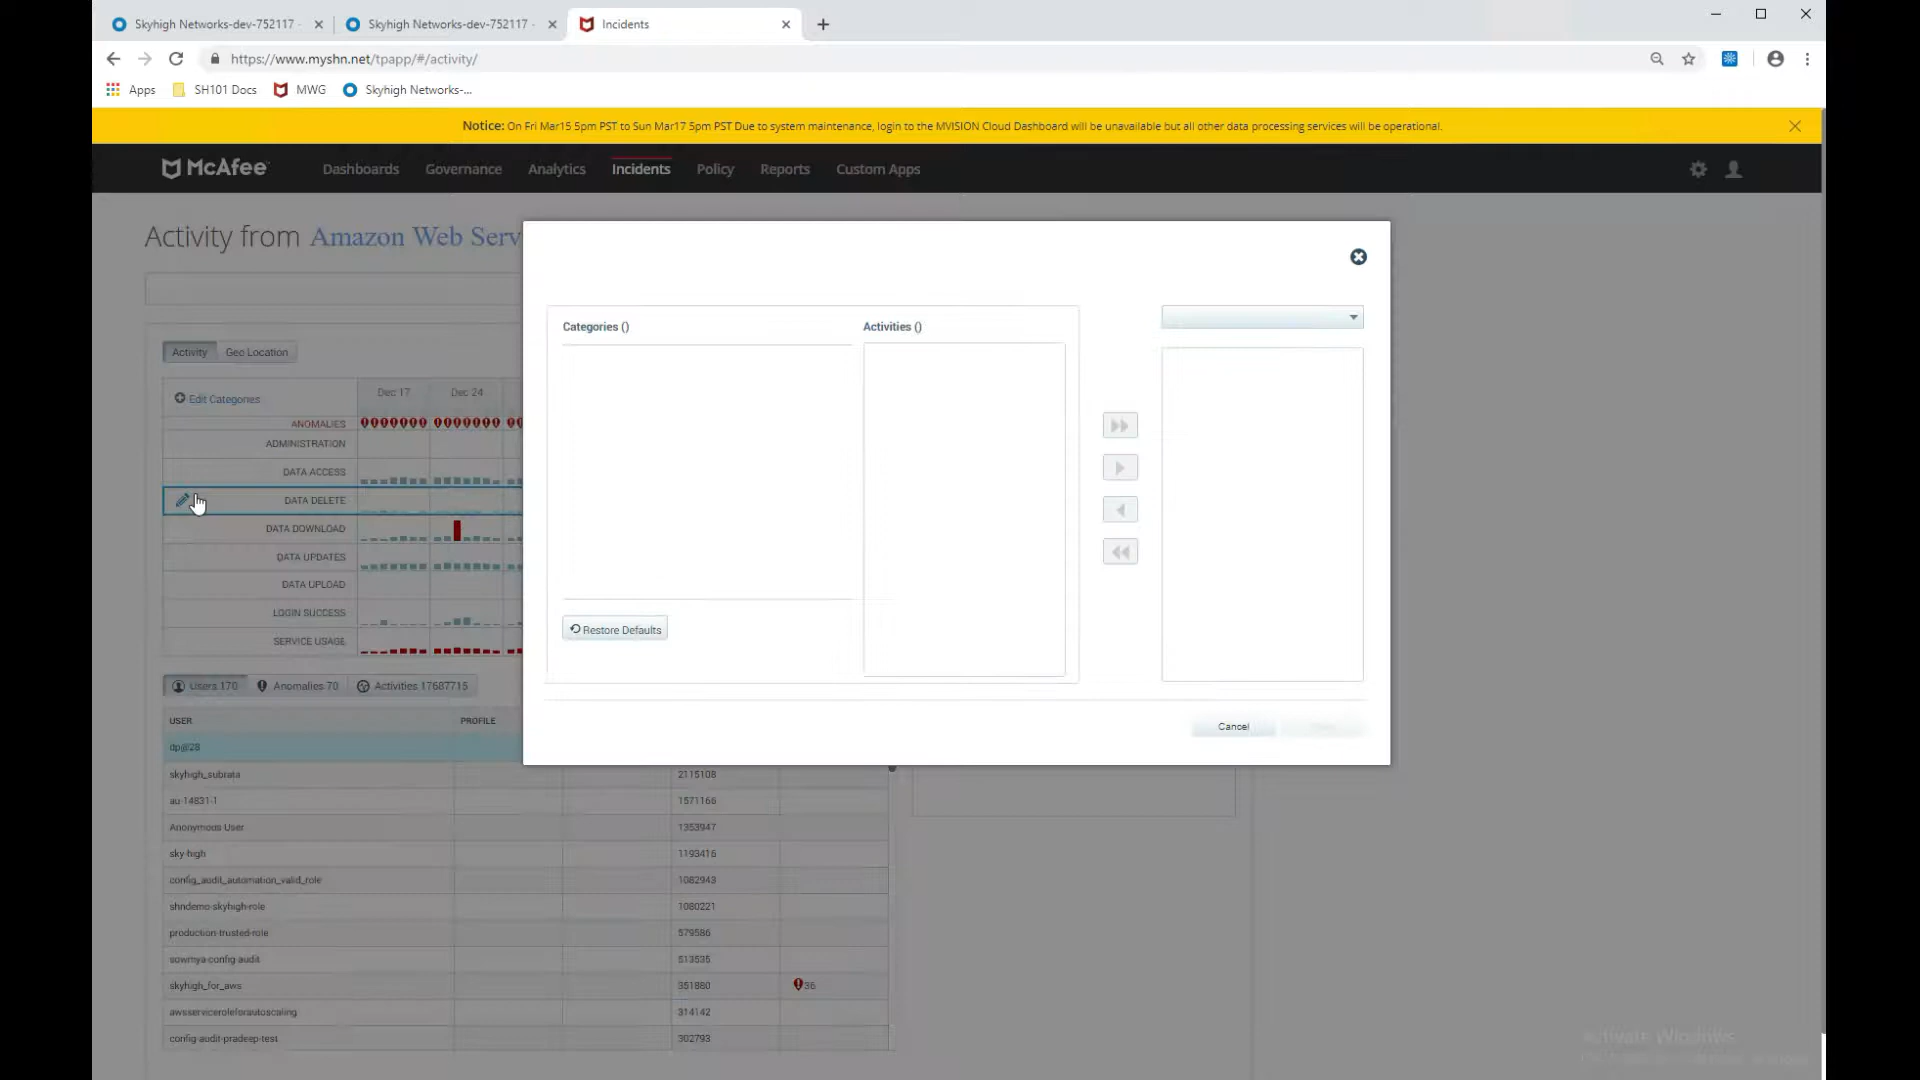 Skyhigh Networks-dev-752117 -
Skyhigh Networks-dev-752117 -
Incidents
https://www.myshn.net/tpapp/#/activity/
Apps
SH101 Docs
MWG
Skyhigh Networks-...
Notice: On Fri Mar15 5pm PST to Sun Mar17 5pm PST Due to system maintenance, login to the MVISION Cloud Dashboard will be unavailable but all other data processing services will be operational.
McAfee
Dashboards
Governance
Analytics
Incidents
Policy
Reports
Custom Apps
Activity from Amazon Web Serv
Categories ()
Activities ()
Activity
Geo Location
Edit Categories
Dec 17
Dec 24
ANOMALIES
ADMINISTRATION
DATA ACCESS
DATA DELETE
DATA DOWNLOAD
DATA UPDATES
DATA UPLOAD
LOGIN SUCCESS
SERVICE USAGE
Restore Defaults
Cancel
Users 170
Anomalies 70
Activities 17687715
USER
PROFILE
dp@28
skyhigh_subrata 2115108
au-14831-1 1571166
Anonymous User 1353947
sky-high 1193416
config_audit_automation_valid_role 1082943
shndemo-skyhigh-role 1080221
production-trusted-role 579586
sowmya-config-audit 513535
skyhigh_for_aws 351880 36
awsserviceroleforautoscaling 314142
config-audit-pradeep-test 302793